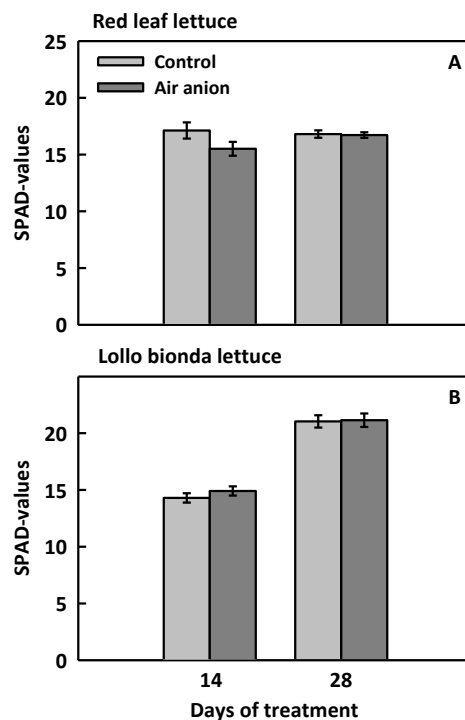 Red leaf lettuce
25
Control
A
Air anion
20
15
10
5
0
SPAD-values
Lollo bionda lettuce
B
20
15
10
5
0
SPAD-values
14 28
Days of treatment